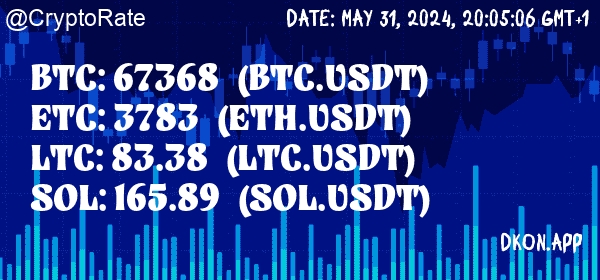 @CryptoRate
DATE: MAY 31, 2024, 20:05:06 GMT+1
BTC: 67368 (BTC.USDT)
ETC: 3783 (ETH.USDT)
LTC: 83.38 (LTC.USDT)
SOL: 165.89 (SOL.USDT)
DKON.APP